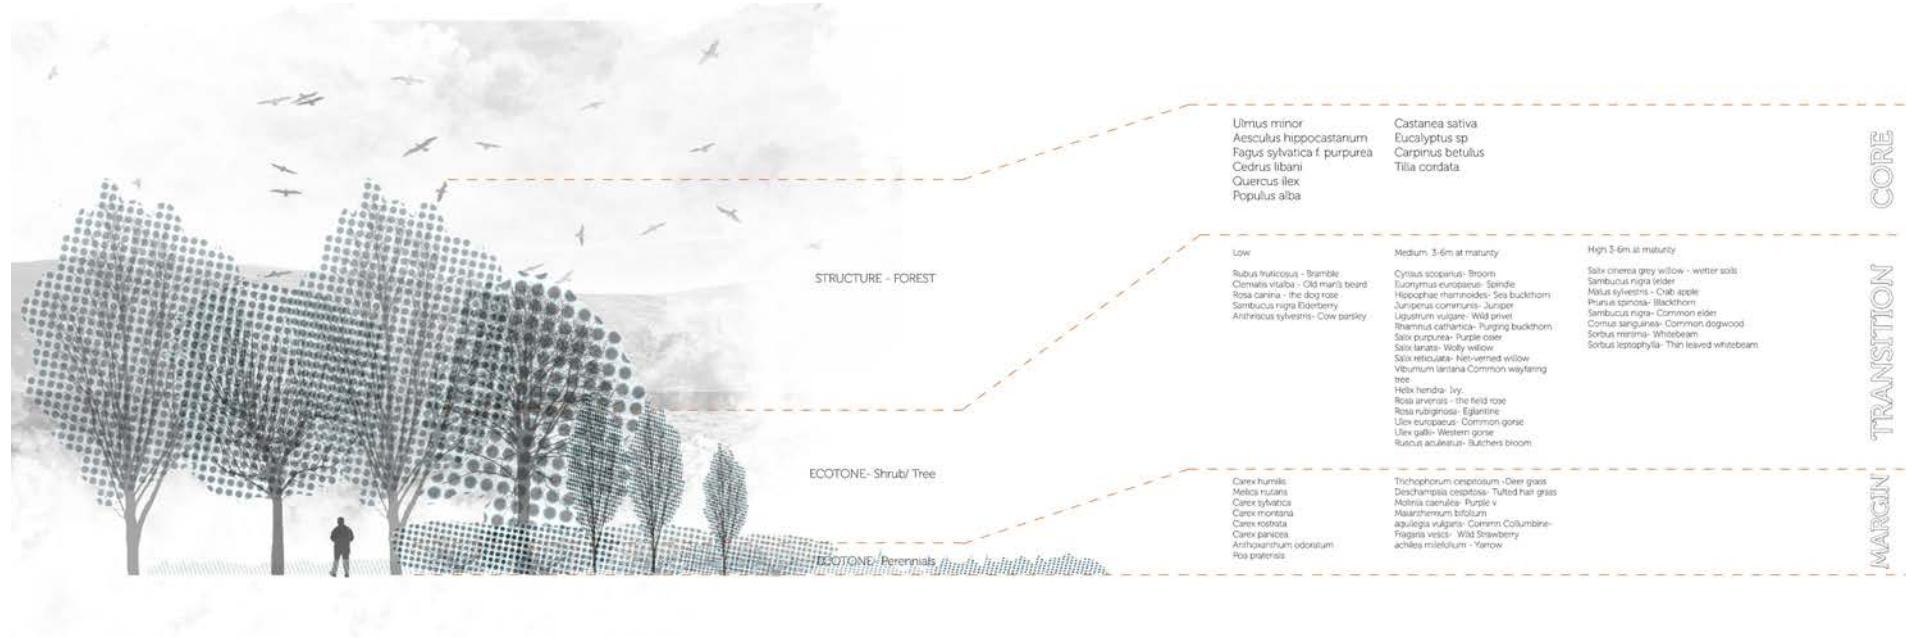 STRUCTURE - FOREST
ECOTONE- Shrub/ Tree
ECOTONE- Perennials
Ulmus minor
Aesculus hippocastanum
Fagus sylvatica f. purpurea
Cedrus libani
Quercus ilex
Populus alba
Castanea sativa
Eucalyptus sp
Carpinus betulus
Tilia cordata
CORE
Low
Rubus fruticosus - Bramble
Clematis vitalba - Old man's beard
Rosa canina - the dog rose
Sambucus nigra Elderberry
Anthriscus sylvestris- Cow parsley
Medium 3-6m at maturity
Cytisus scoparius- Broom
Euonymus europaeus- Spindle
Hippophae rhamnoides- Sea buckthorn
Juniperus communis- Juniper
Ligustrum vulgare- Wild privet
Rhamnus cathartica- Purging buckthorn
Salix purpurea- Purple osier
Salix lanata- Wolly willow
Salix reticulata- Net-verned willow
Viburnum lantana Common wayfaring
tree
Helix hendra- Ivy.
Rosa arvensis - the field rose
Rosa rubiginosa- Eglantine
Ulex europaeus- Common gorse
Ulex gallii- Western gorse
Ruscus aculeatus- Butchers broom
High 3-6m at maturity
Salix cinerea grey willow - wetter soils
Sambucus nigra (elder
Malus sylvestris - Crab apple
Prunus spinosa- Blackthorn
Sambucus nigra- Common elder
Cornus sanguinea- Common dogwood
Sorbus minima- Whitebeam
Sorbus leptophylla- Thin leaved whitebeam
TRANSITION
Carex humilis
Melica nutans
Carex sylvatica
Carex montana
Carex rostrata
Carex panicea
Anthoxanthum odoratum
Poa pratensis
Trichophorum cespitosum -Deer grass
Deschampsia cespitosa- Tufted hair grass
Molinia caerulea- Purple v
Maianthemum bifolium
aquilegia vulgaris- Commn Collumbine-
Fragaria vesca- Wild Strawberry
achilea milefolium - Yarrow
MARGIN